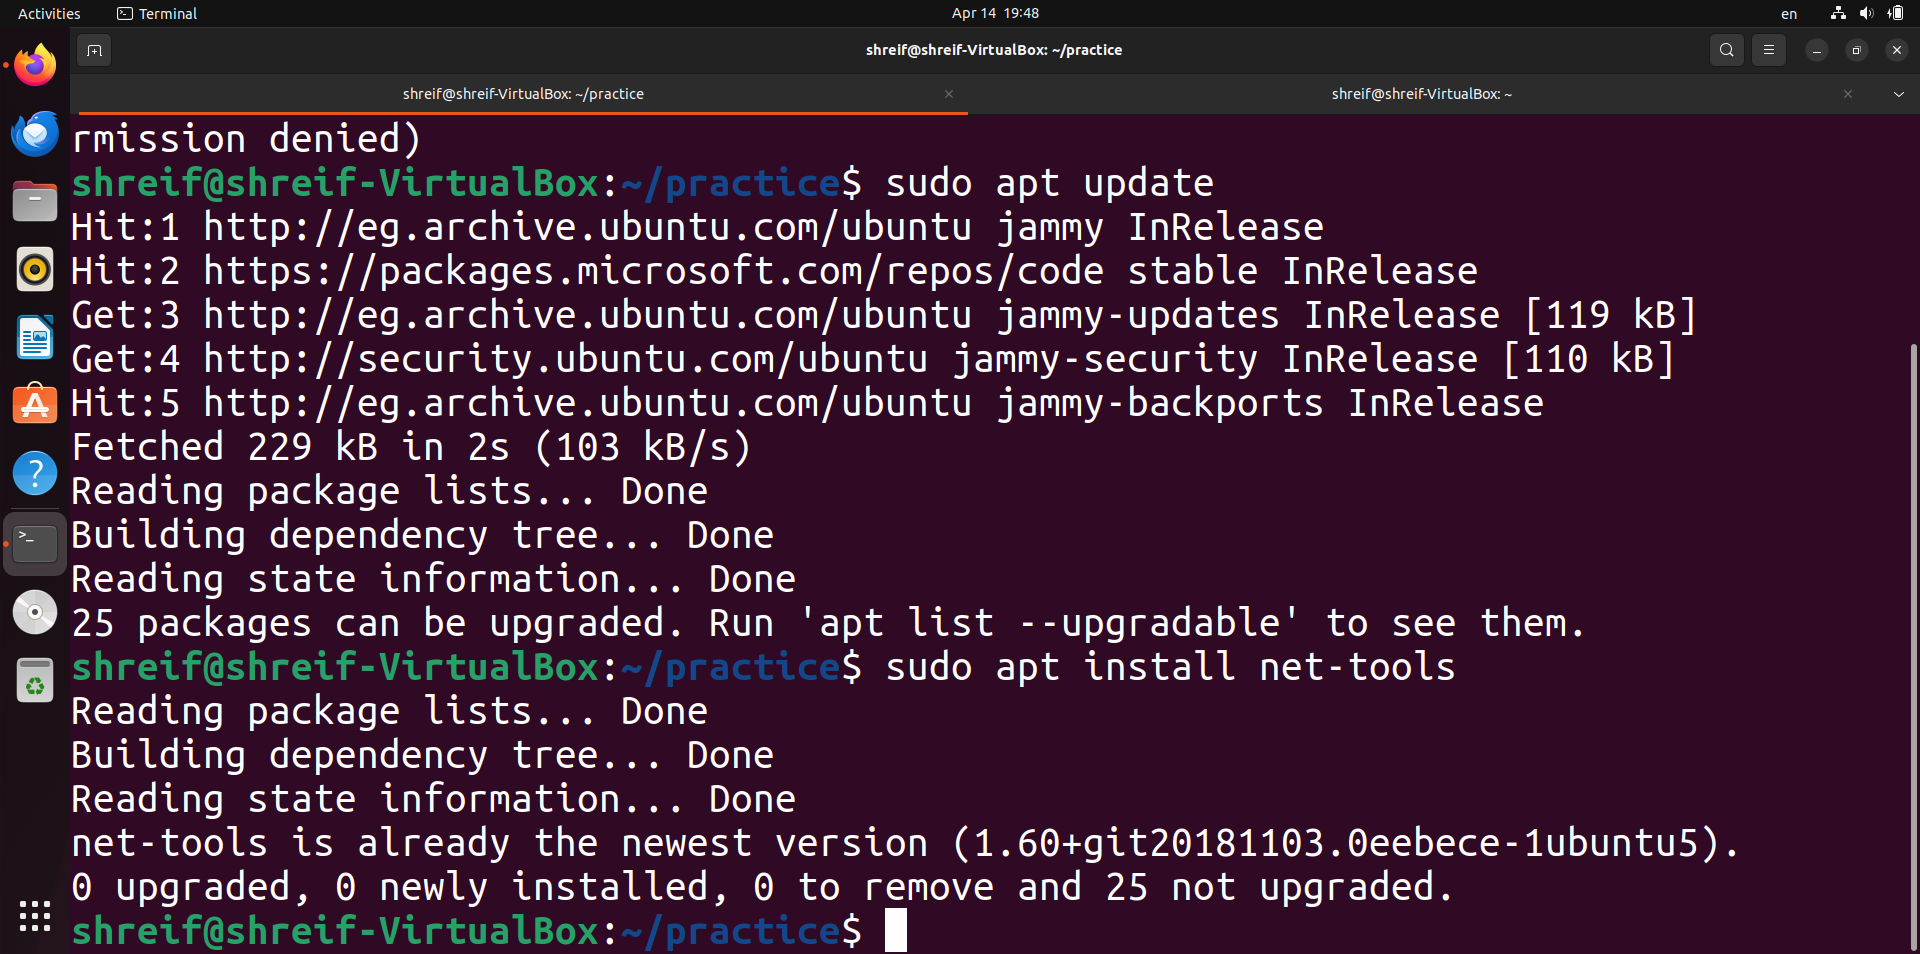 Activities
Terminal
Apr 14 19:48
en
shreif@shreif-VirtualBox: ~/practice
shreif@shreif-VirtualBox: ~/practice
shreif@shreif-VirtualBox: ~
rmission denied)
shreif@shreif-VirtualBox:~/practice$ sudo apt update
Hit:1 http://eg.archive.ubuntu.com/ubuntu jammy InRelease
Hit:2 https://packages.microsoft.com/repos/code stable InRelease
Get:3 http://eg.archive.ubuntu.com/ubuntu jammy-updates InRelease [119 kB]
Get:4 http://security.ubuntu.com/ubuntu jammy-security InRelease [110 kB]
Hit:5 http://eg.archive.ubuntu.com/ubuntu jammy-backports InRelease
Fetched 229 kB in 2s (103 kB/s)
Reading package lists... Done
Building dependency tree... Done
Reading state information... Done
25 packages can be upgraded. Run 'apt list --upgradable' to see them.
shreif@shreif-VirtualBox:~/practice$ sudo apt install net-tools
Reading package lists... Done
Building dependency tree... Done
Reading state information... Done
net-tools is already the newest version (1.60+git20181103.0eebece-1ubuntu5).
0 upgraded, 0 newly installed, 0 to remove and 25 not upgraded.
shreif@shreif-VirtualBox:~/practice$